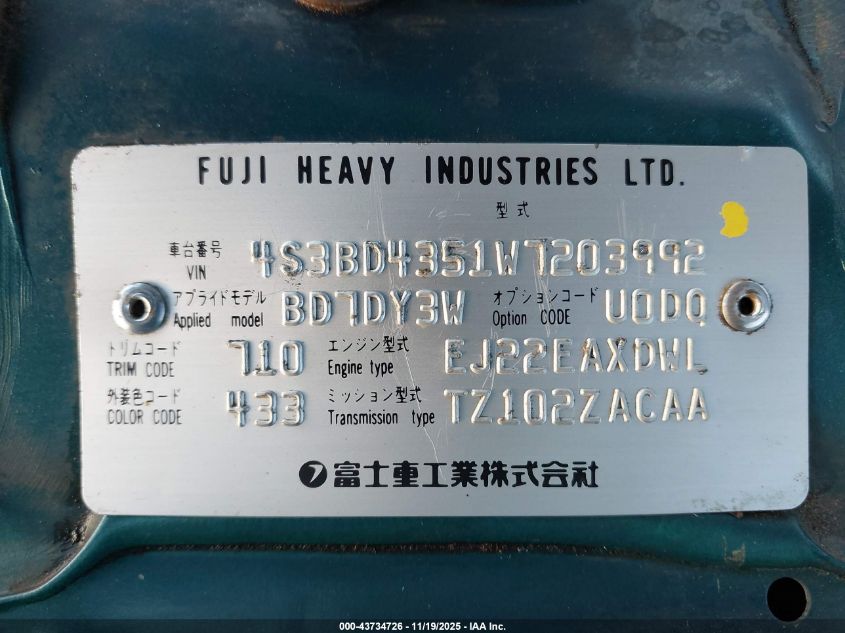 FUJI HEAVY INDUSTRIES LTD.
型式
車台番号 VIN 4S3BD4351W7203992
アプライドモデル Applied model BD7DY3W オプションコード Option CODE U0DQ
トリムコード TRIM CODE 710 エンジン型式 Engine type EJ22EAXDWL
外装色コード COLOR CODE 433 ミッション型式 Transmission type TZ102ZACAA
富士重工業株式会社
000-43734726 - 11/19/2025 - IAA Inc.